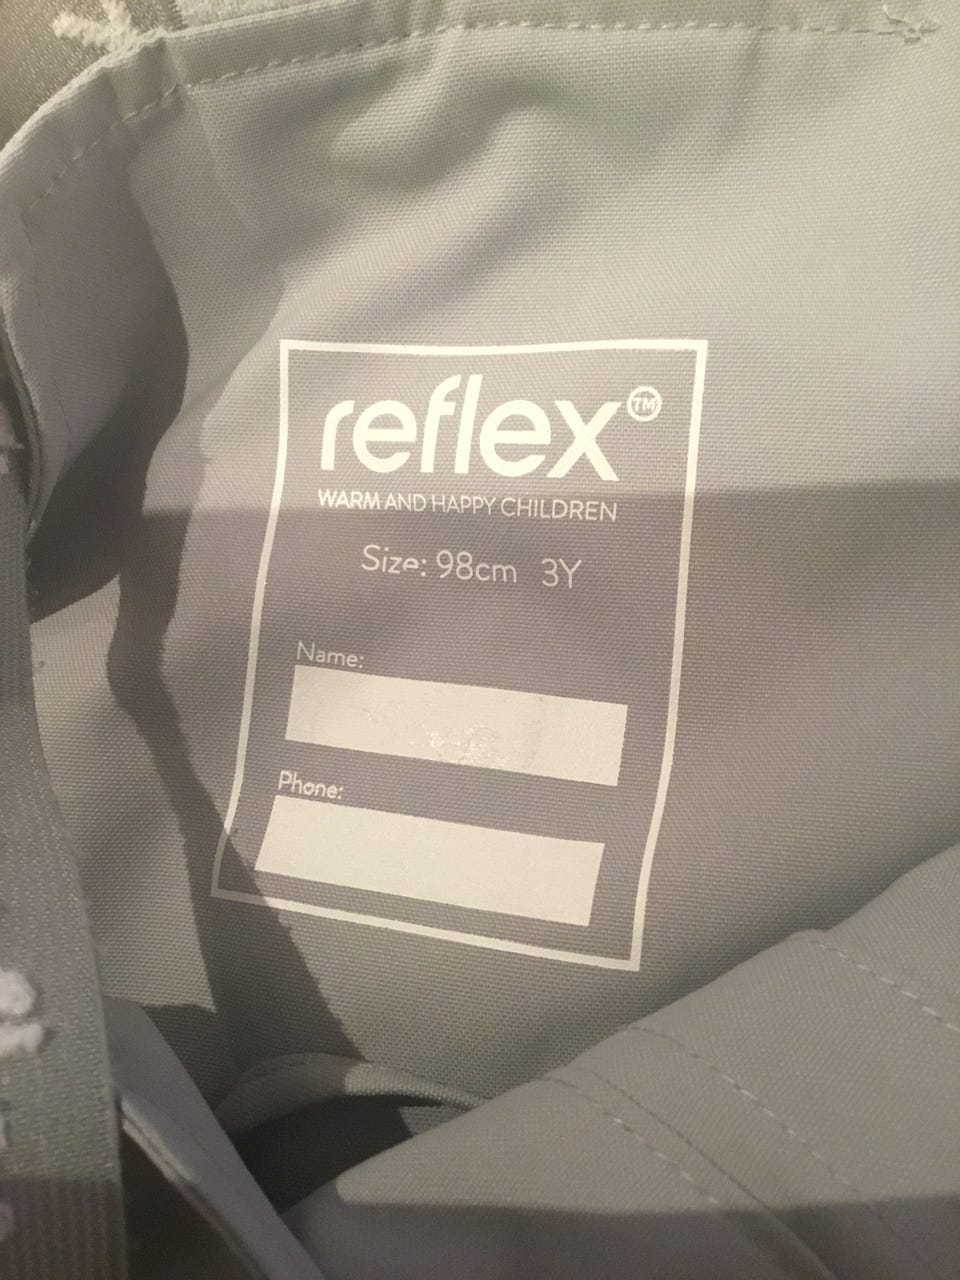 reflex™
WARM AND HAPPY CHILDREN
Size: 98cm 3Y
Name:
Phone: